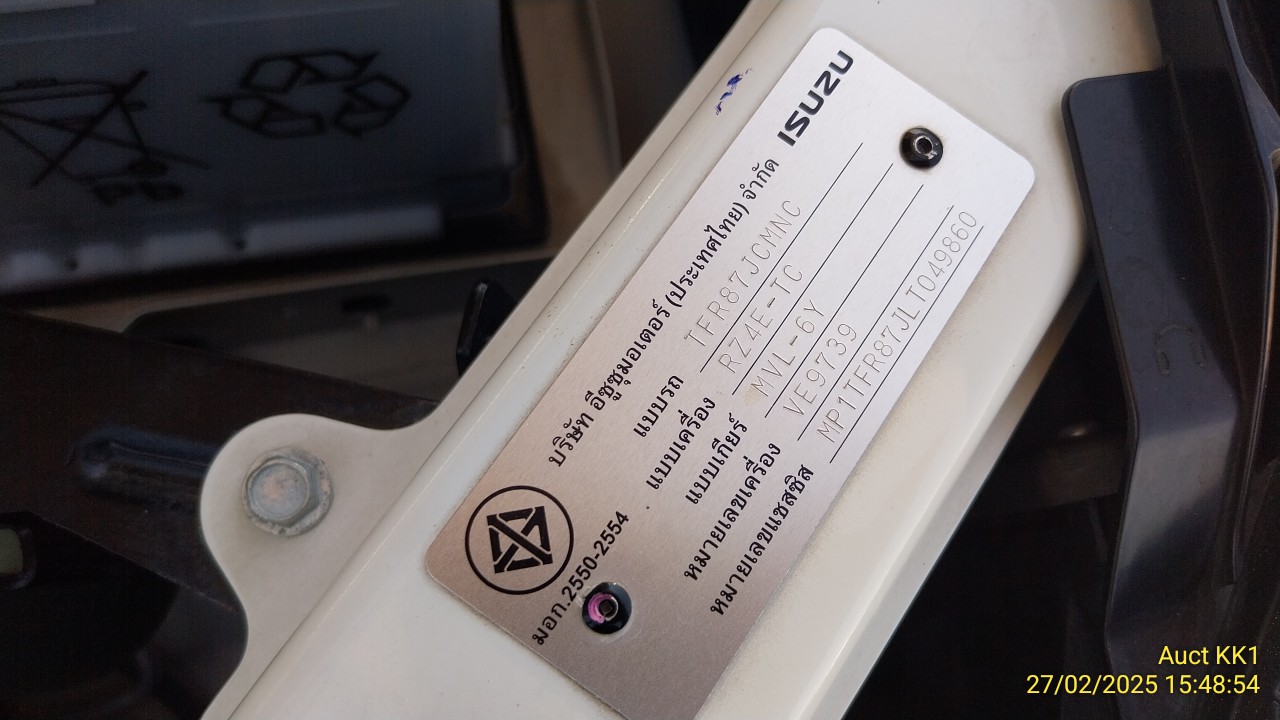 ISUZU
บริษัท อีซูซุมอเตอร์ (ประเทศไทย) จำกัด
แบบรถ TFR87JCMNC
แบบเครื่อง RZ4E-TC
แบบเกียร์ MVL-6Y
หมายเลขเครื่อง VE9739
หมายเลขแชสซิส MP1TFR87JLT049860
มอก.2550-2554
Pb
Auct KK1
27/02/2025 15:48:54